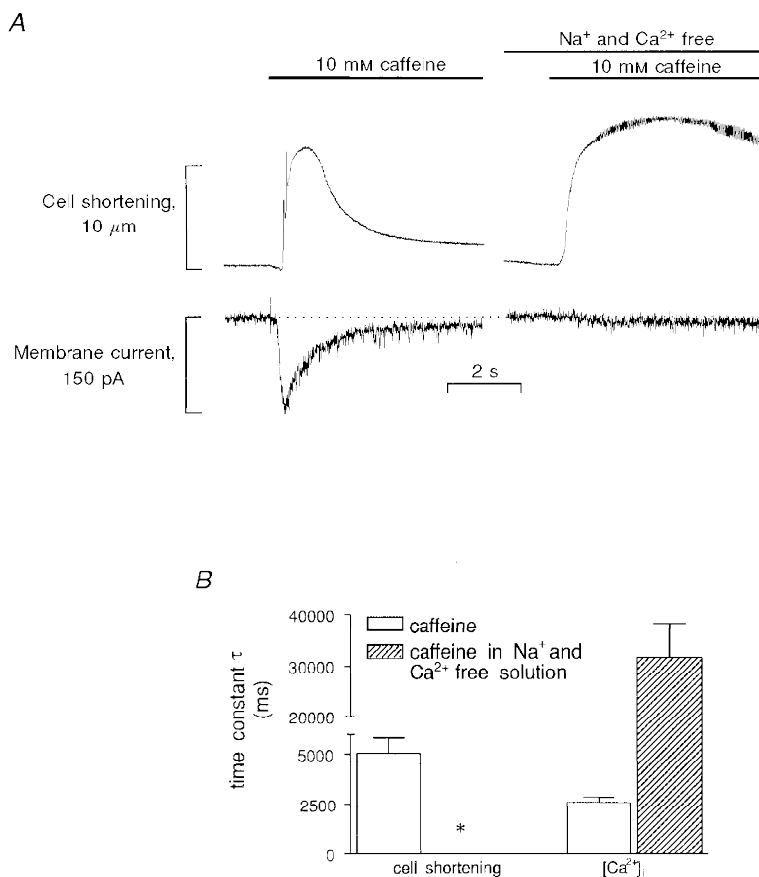 A
Na⁺ and Ca²⁺ free
10 mM caffeine
10 mM caffeine
Cell shortening,
10 μm
Membrane current,
150 pA
2 s
B
40000
30000
20000
5000
2500
0
time constant τ
(ms)
caffeine
caffeine in Na⁺ and
Ca²⁺ free solution
*
cell shortening
[Ca²⁺]i